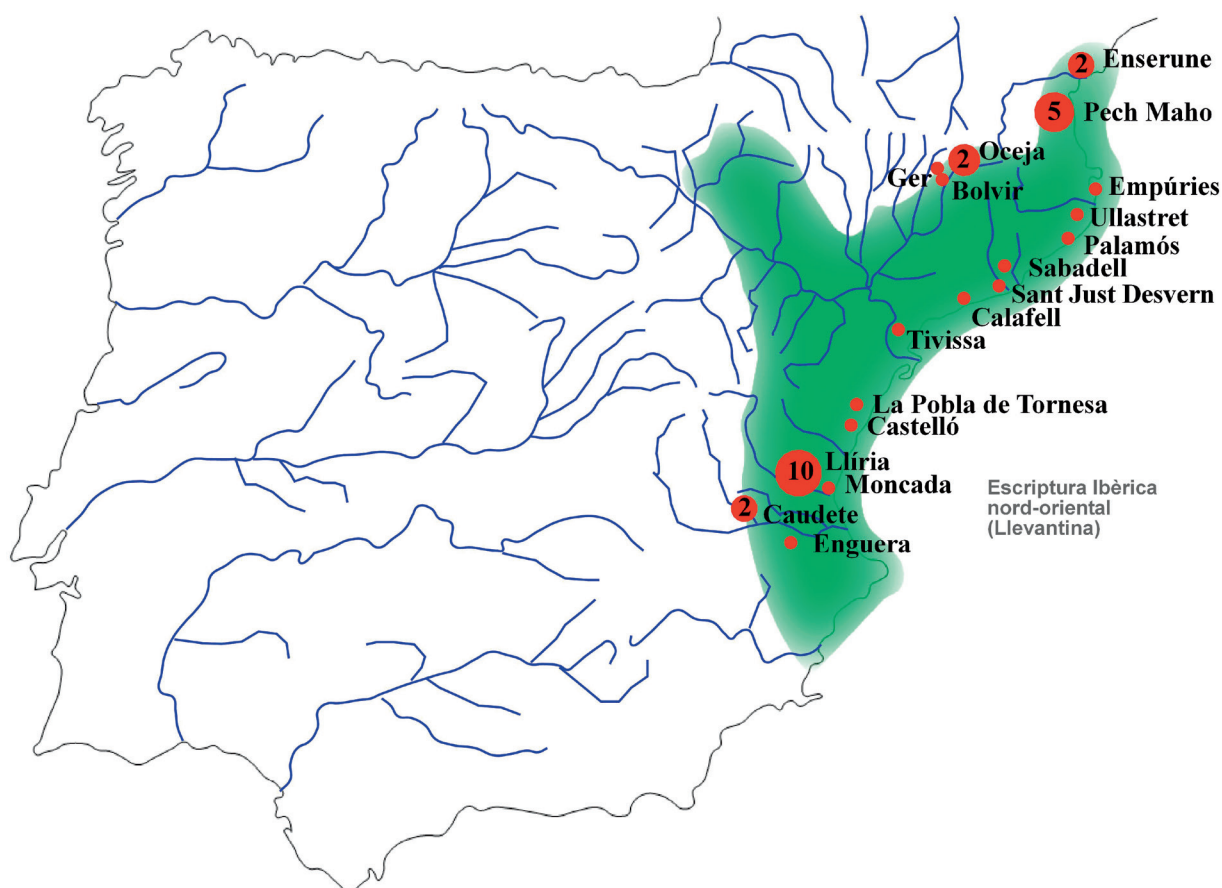 2 Enserune
5 Pech Maho
2 Oceja
Ger
Bolvir
Empúries
Ullastret
Palamós
Sabadell
Sant Just Desvern
Calafell
Tivissa
La Pobla de Tornesa
Castelló
10 Llíria
Moncada
Escriptura Ibèrica
nord-oriental
(Llevantina)
2 Caudete
Enguera